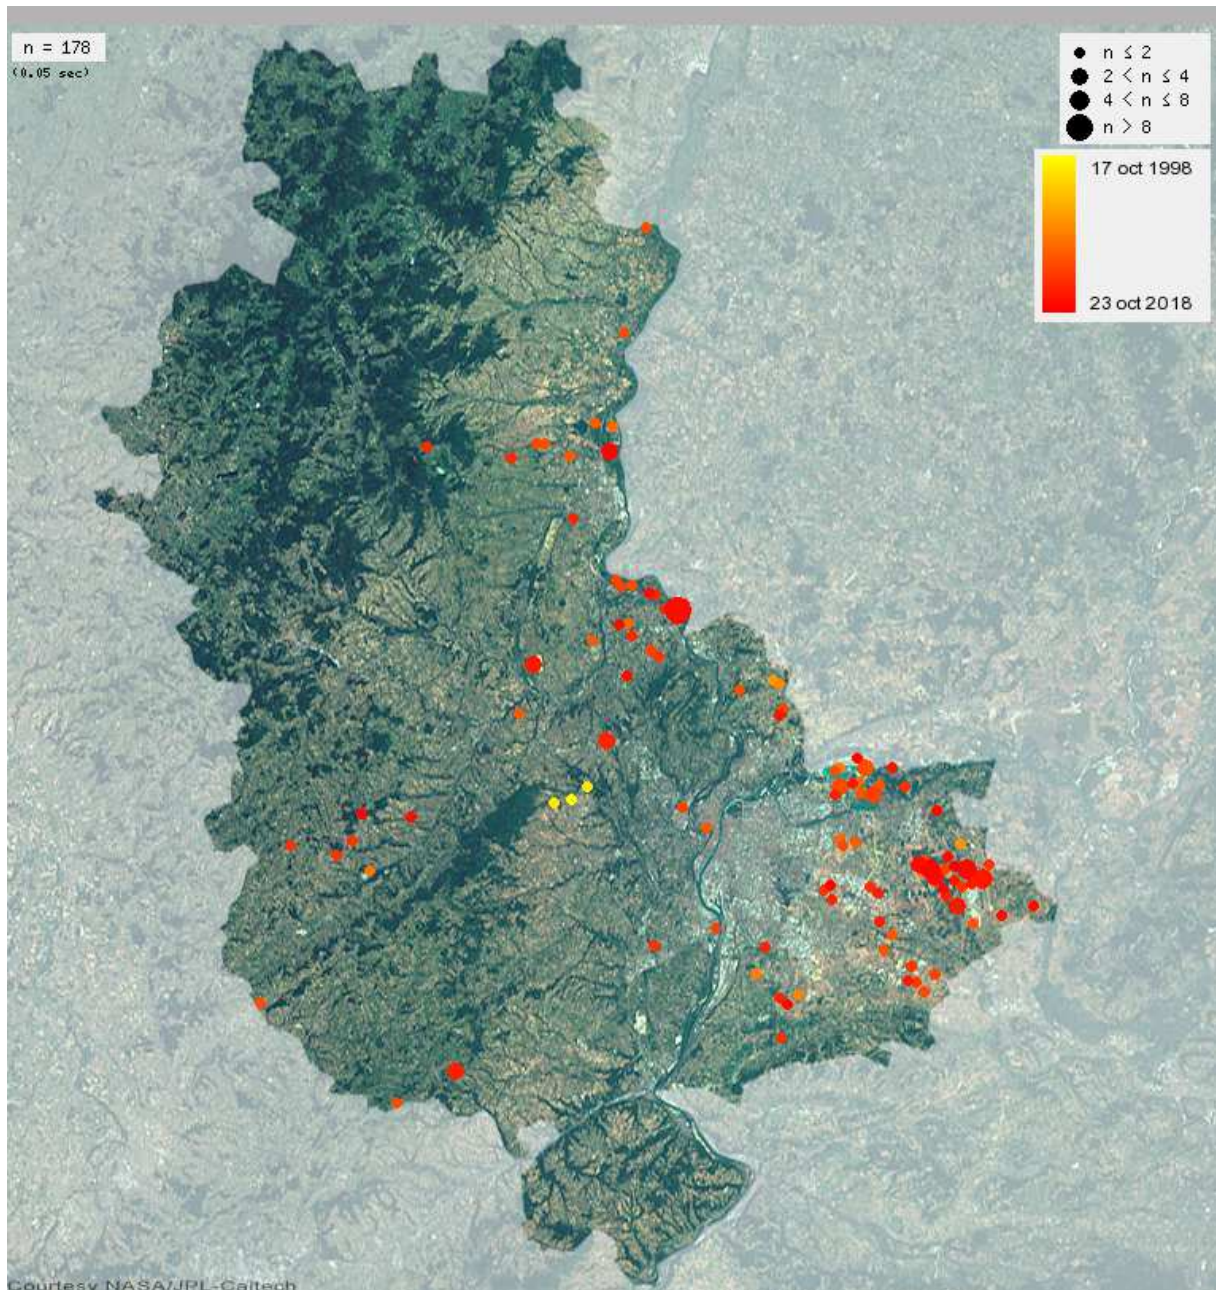 n = 178
(0.05 sec)
n ≤ 2
2 < n ≤ 4
4 < n ≤ 8
n > 8
17 oct 1998
23 oct 2018
Courtesy NASA/JPL-Caltech